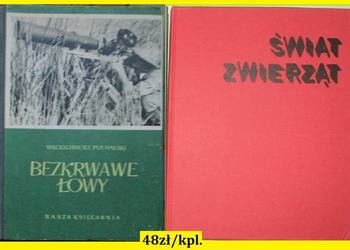 WŁODZIMIERZ PUCHALSKI
BEZKRWAWE
ŁOWY
NASZA KSIĘGARNIA
ŚWIAT
ZWIERZĄT
48zł/kpl.